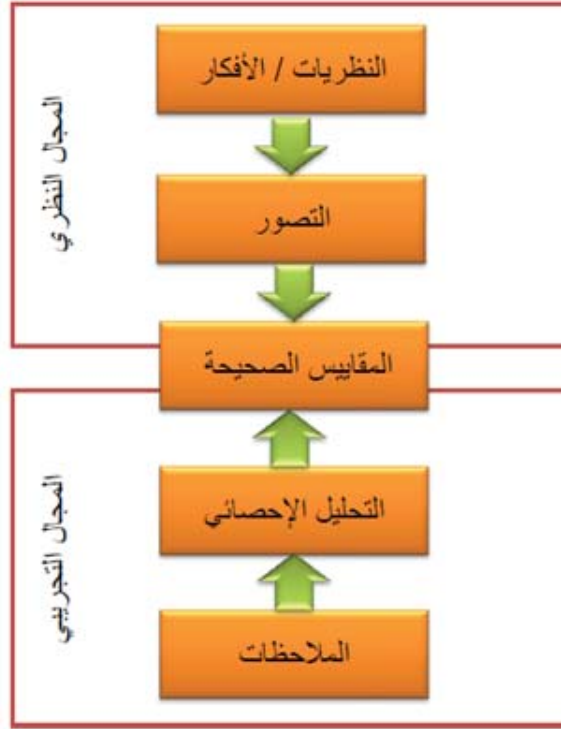 المجال النظري
النظريات / الأفكار
التصور
المقاييس الصحيحة
المجال التجريبي
التحليل الإحصائي
الملاحظات